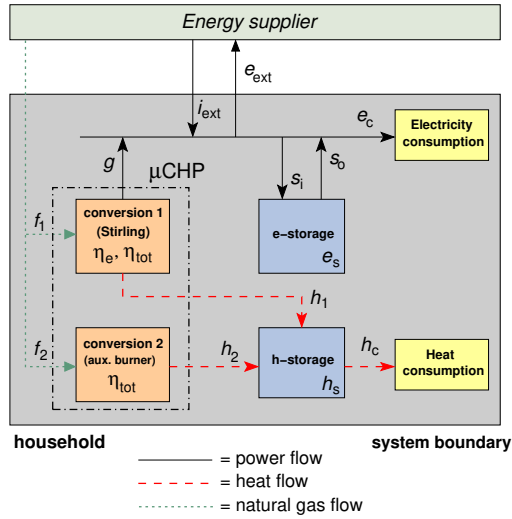 Energy supplier
e_ext
i_ext
e_c
Electricity
consumption
g
μCHP
s_i
s_o
f_1
conversion 1
(Stirling)
η_e, η_tot
e−storage
e_s
h_1
f_2
conversion 2
(aux. burner)
η_tot
h_2
h−storage
h_s
h_c
Heat
consumption
household
system boundary
= power flow
= heat flow
= natural gas flow